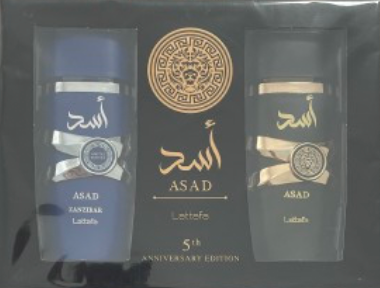 أسد
ASAD
ZANZIBAR
Lattafa
أسد
ASAD
Lattafa
5th
ANNIVERSARY EDITION
أسد
ASAD
Lattafa